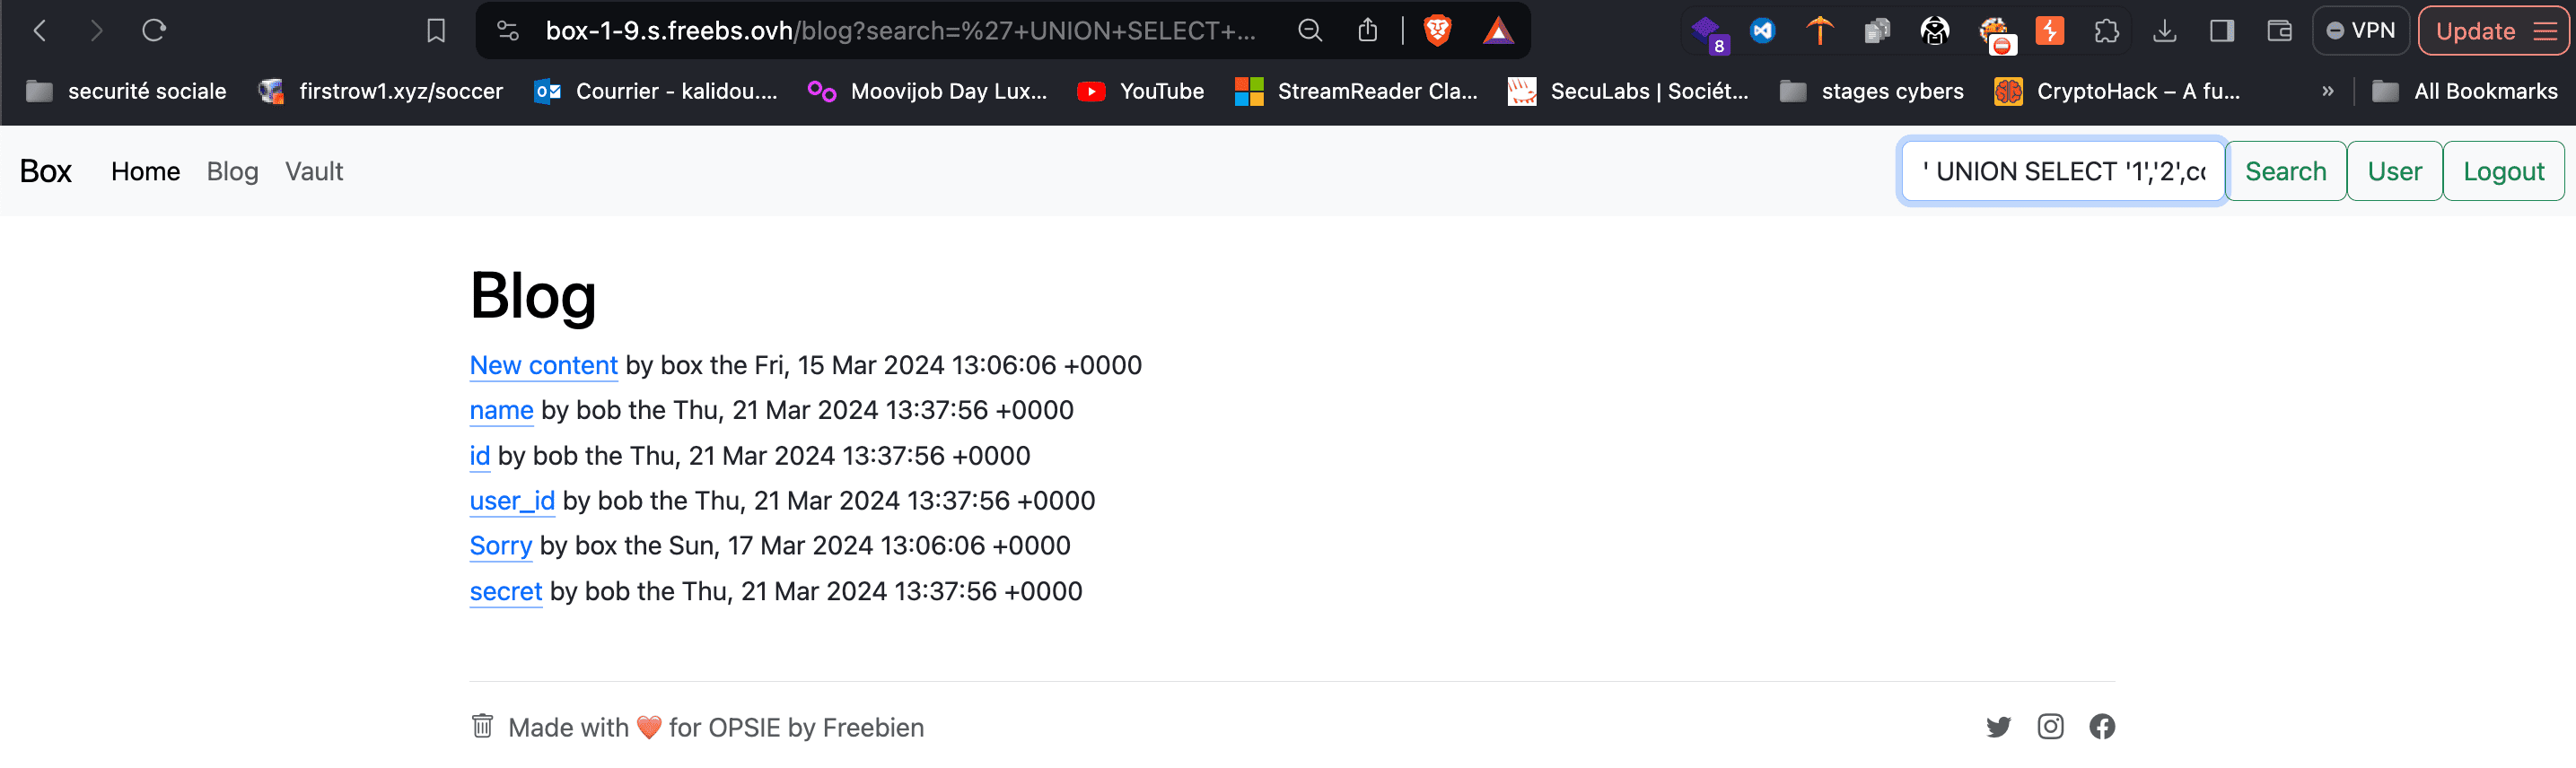 box-1-9.s.freebs.ovh/blog?search=%27+UNION+SELECT+...
8
VPN
Update
securité sociale
firstrow1.xyz/soccer
Courrier - kalidou....
Moovijob Day Lux...
YouTube
StreamReader Cla...
SecuLabs | Sociét...
stages cybers
CryptoHack – A fu...
»
All Bookmarks
Box
Home
Blog
Vault
' UNION SELECT '1','2',co
Search
User
Logout
Blog
New content by box the Fri, 15 Mar 2024 13:06:06 +0000
name by bob the Thu, 21 Mar 2024 13:37:56 +0000
id by bob the Thu, 21 Mar 2024 13:37:56 +0000
user_id by bob the Thu, 21 Mar 2024 13:37:56 +0000
Sorry by box the Sun, 17 Mar 2024 13:06:06 +0000
secret by bob the Thu, 21 Mar 2024 13:37:56 +0000
Made with ❤️ for OPSIE by Freebien